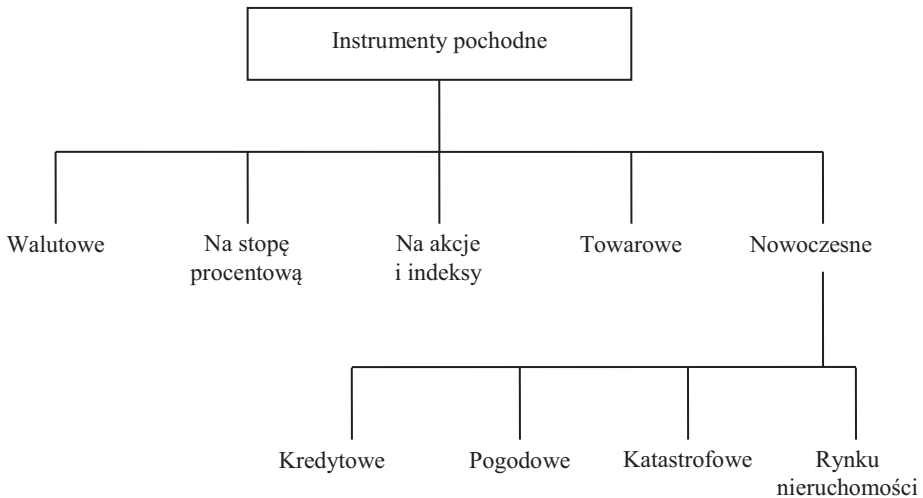 Instrumenty pochodne
Walutowe
Na stopę
procentową
Na akcje
i indeksy
Towarowe
Nowoczesne
Kredytowe
Pogodowe
Katastrofowe
Rynku
nieruchomości